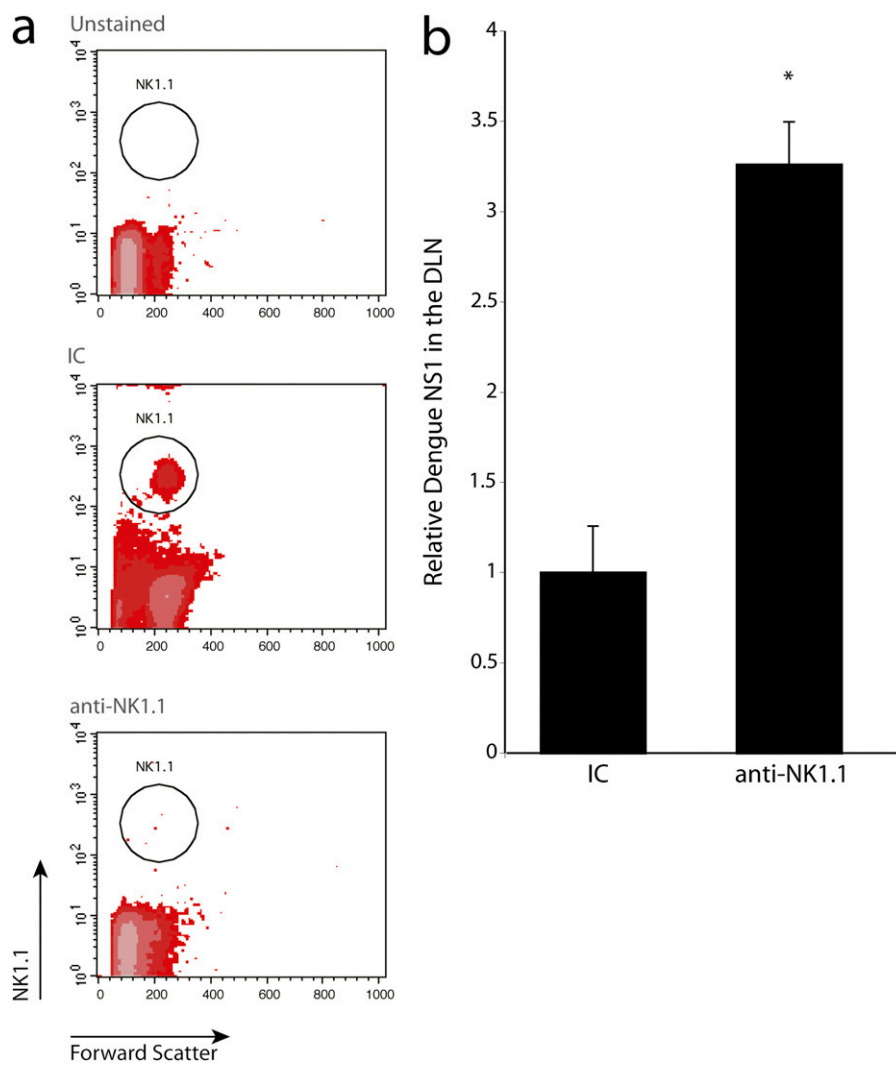 a
Unstained
NK1.1
10^4
10^3
10^2
10^1
10^0
0 200 400 600 800 1000
IC
NK1.1
10^4
10^3
10^2
10^1
10^0
0 200 400 600 800 1000
anti-NK1.1
NK1.1
10^4
10^3
10^2
10^1
10^0
0 200 400 600 800 1000
NK1.1
Forward Scatter
b
Relative Dengue NS1 in the DLN
4
3.5
3
2.5
2
1.5
1
0.5
0
*
IC anti-NK1.1